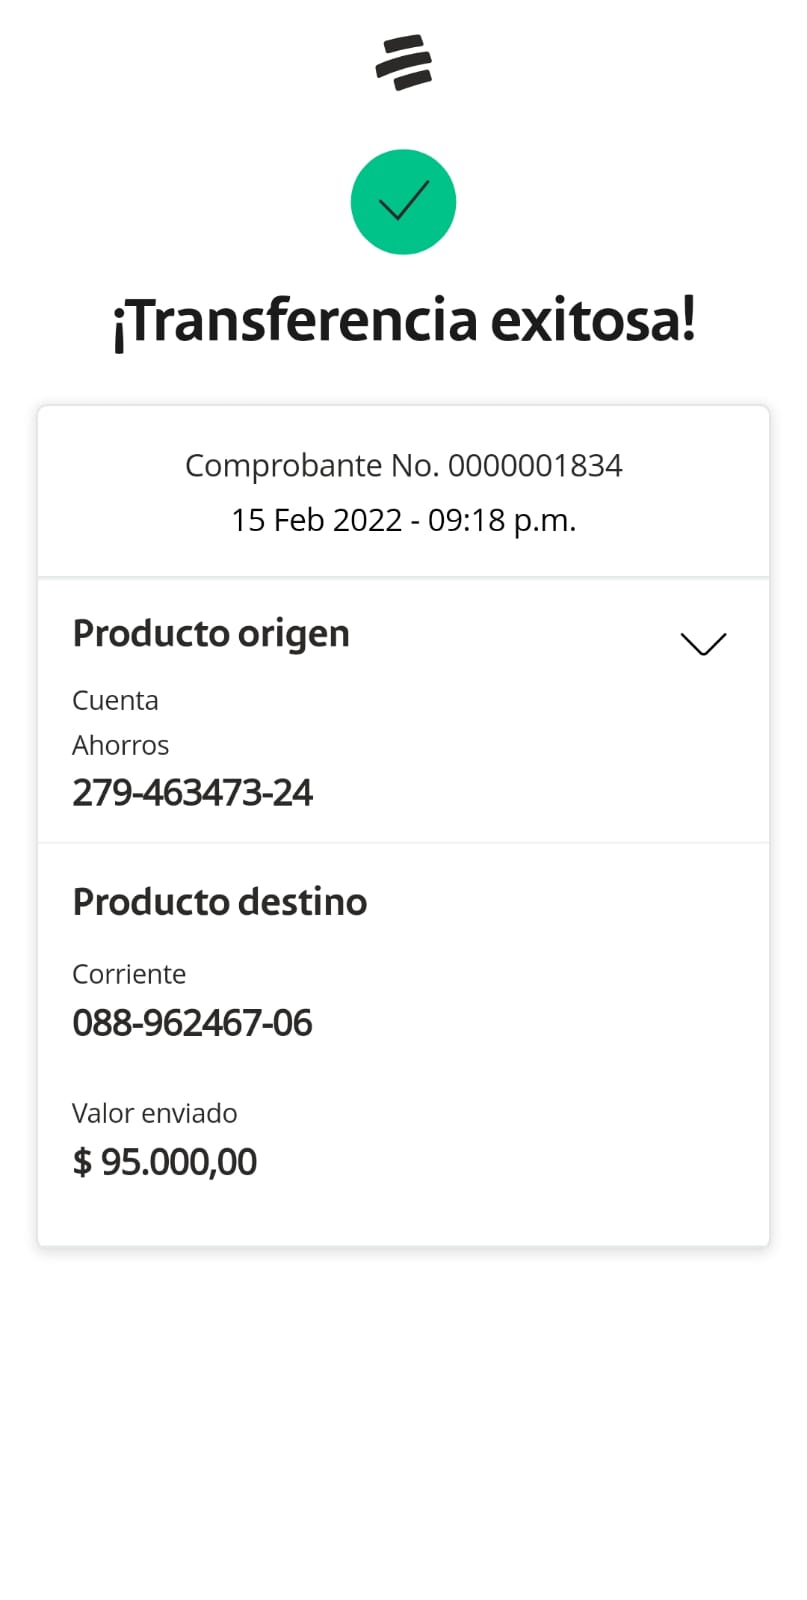 ¡Transferencia exitosa!
Comprobante No. 0000001834
15 Feb 2022 - 09:18 p.m.
Producto origen
Cuenta
Ahorros
279-463473-24
Producto destino
Corriente
088-962467-06
Valor enviado
$ 95.000,00